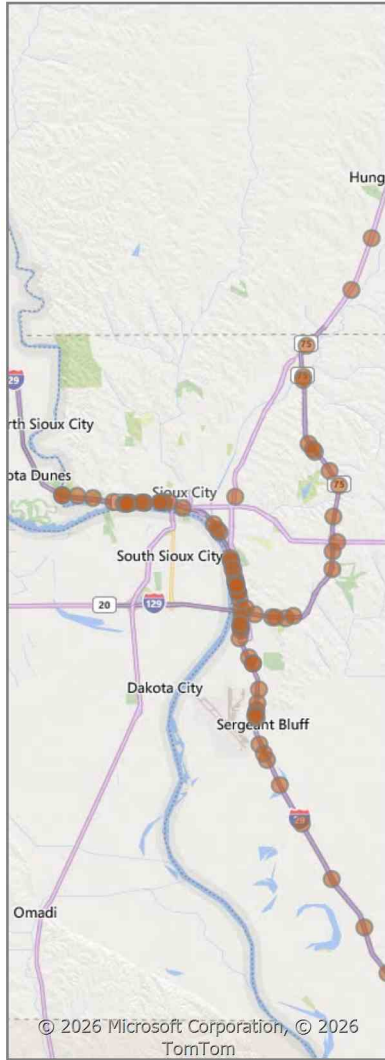 Hung
75
75
29
rth Sioux City
ota Dunes
75
Sioux City
South Sioux City
20
129
Dakota City
Sergeant Bluff
29
Omadi
© 2026 Microsoft Corporation, © 2026
TomTom